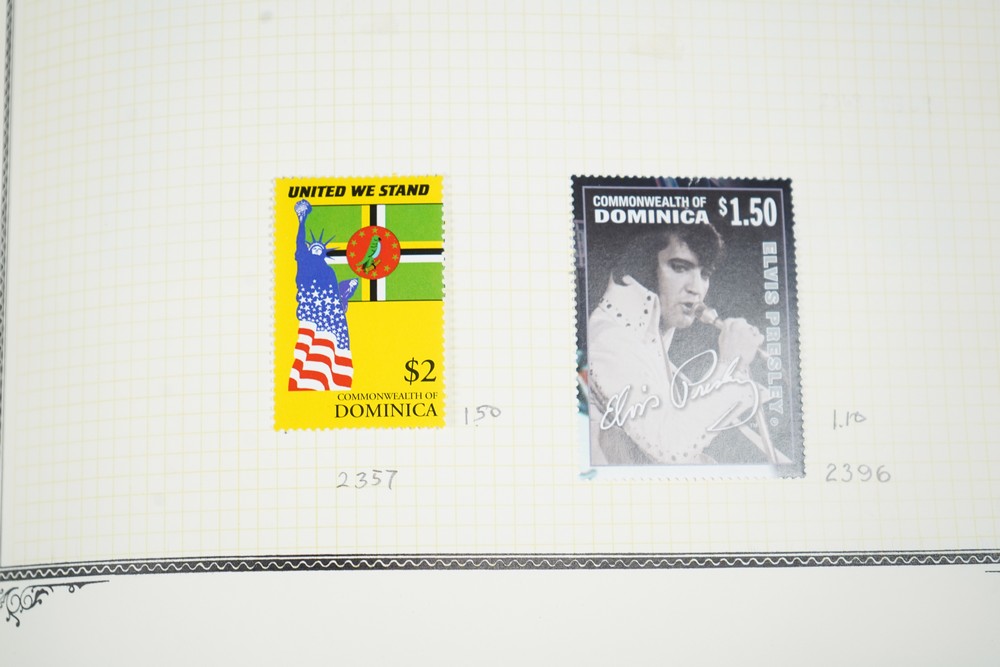 UNITED WE STAND
$2
COMMONWEALTH OF
DOMINICA
1.50
2357
COMMONWEALTH OF
DOMINICA
$1.50
ELVIS PRESLEY®
Elvis Presley
1.10
2396